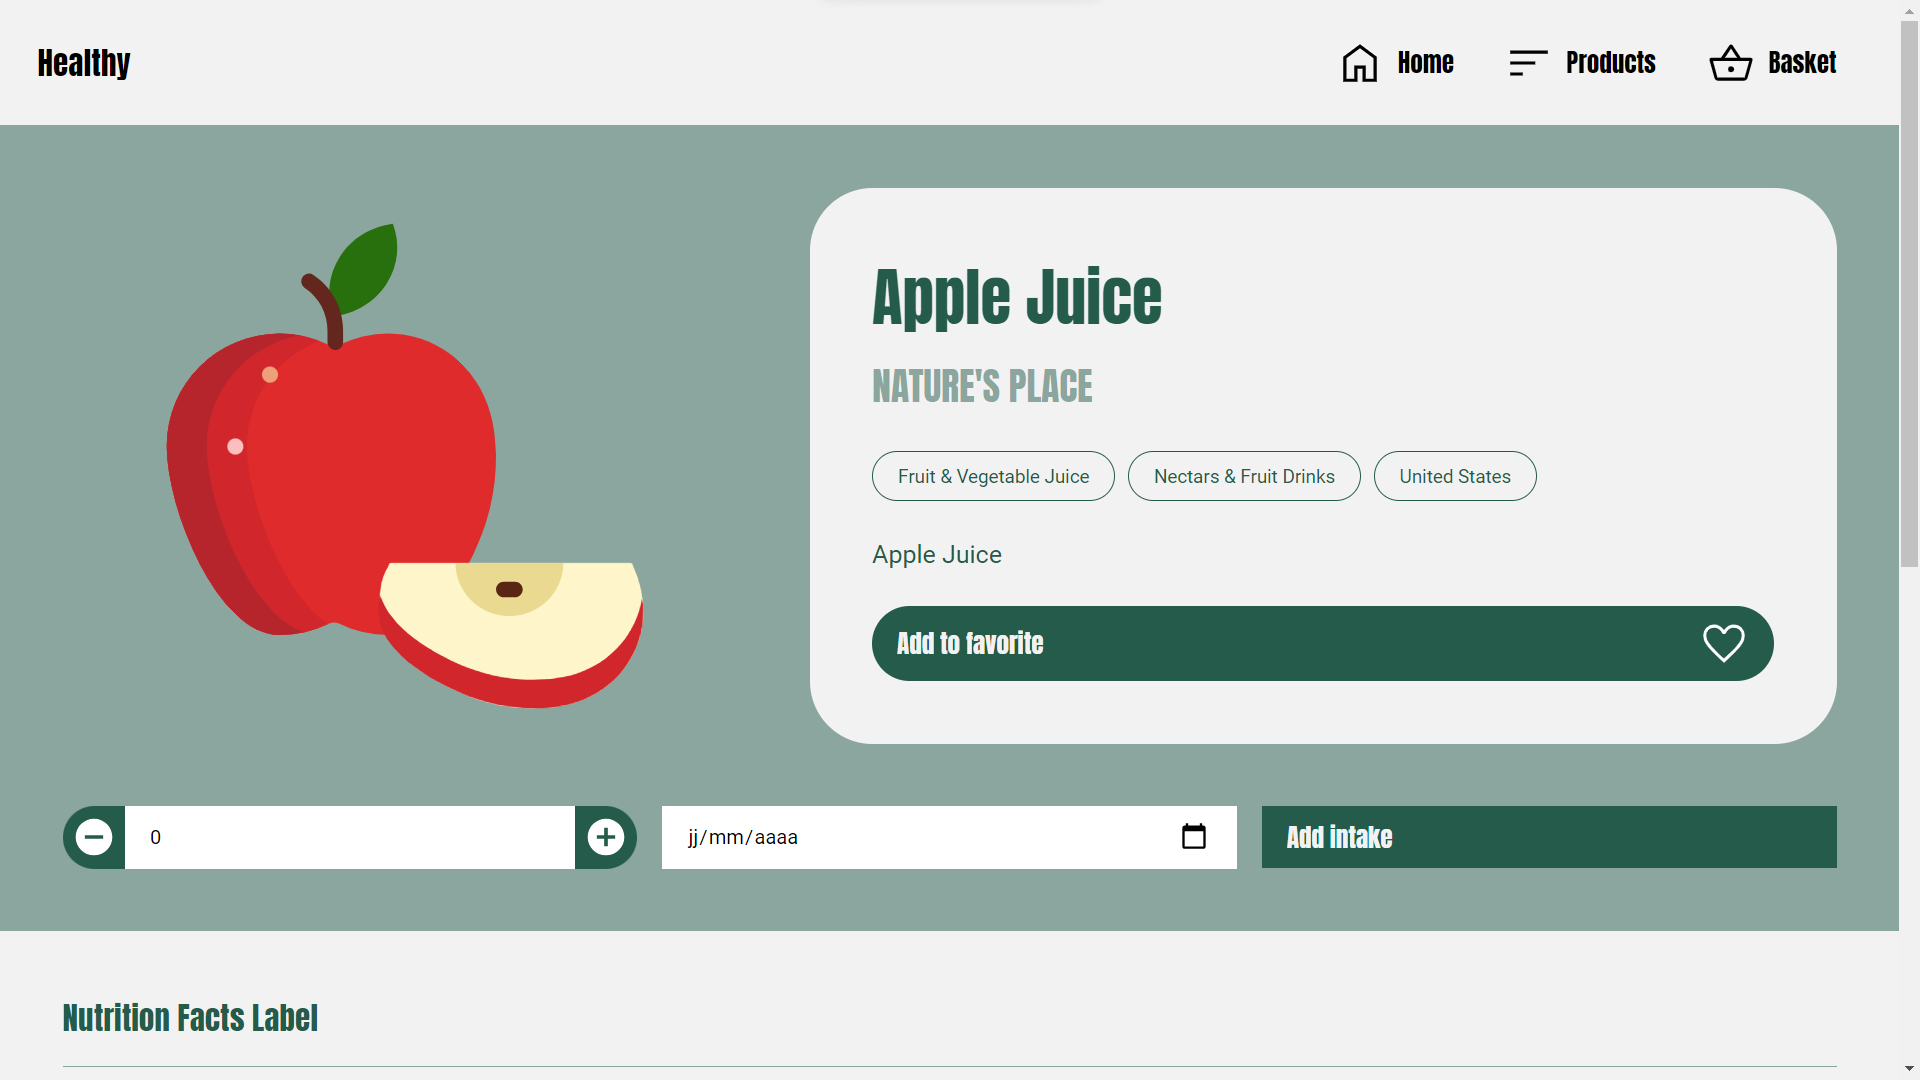 Healthy
Home
Products
Basket
Apple Juice
NATURE'S PLACE
Fruit & Vegetable Juice
Nectars & Fruit Drinks
United States
Apple Juice
Add to favorite
0
jj/mm/aaaa
Add intake
Nutrition Facts Label